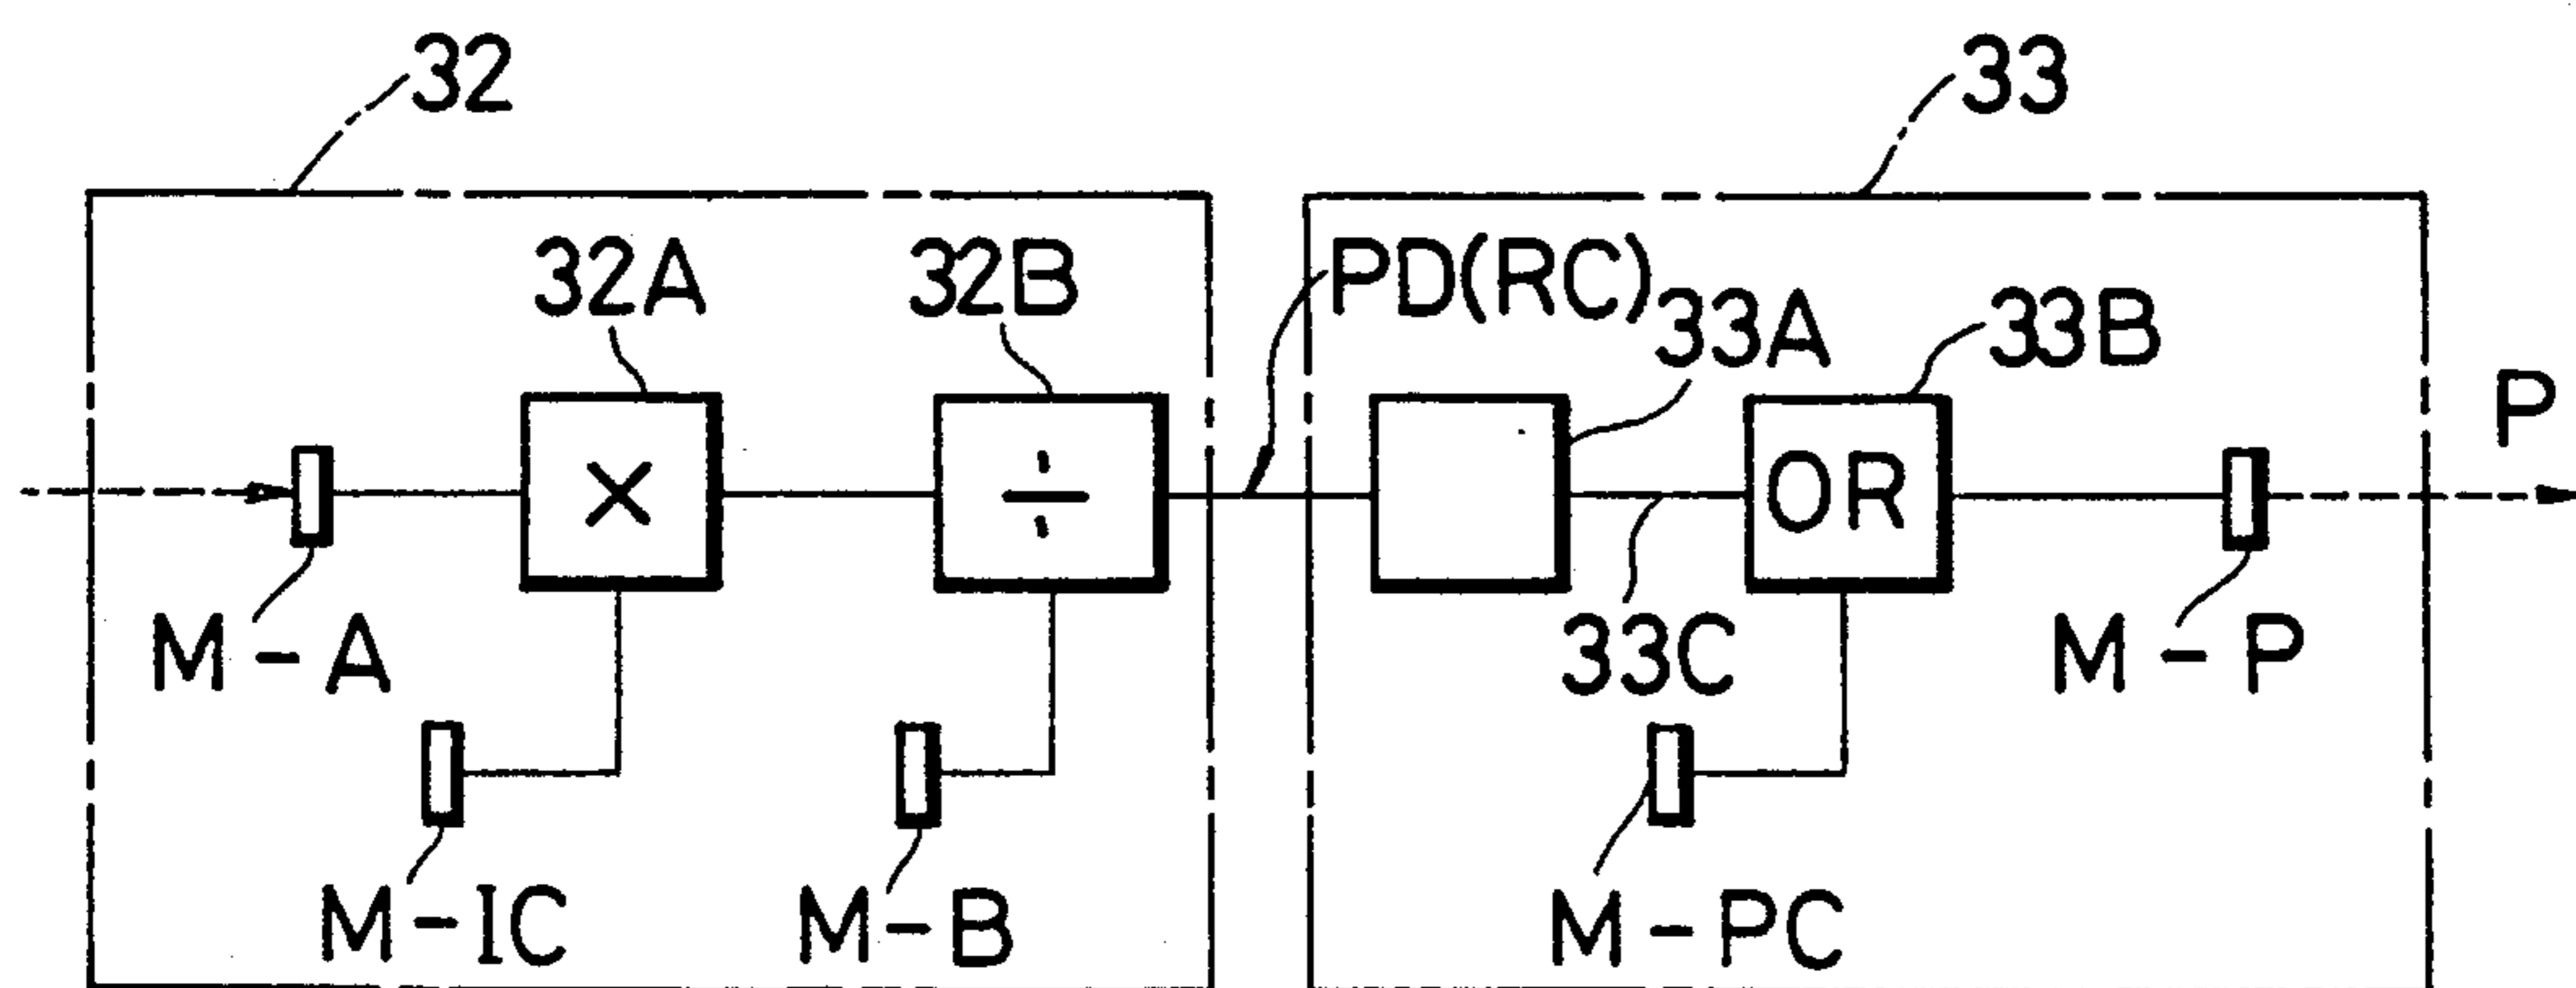 32
33
32A
32B
PD(RC)
33A
33B
P
×
÷
OR
M-A
33C
M-P
M-IC
M-B
M-PC